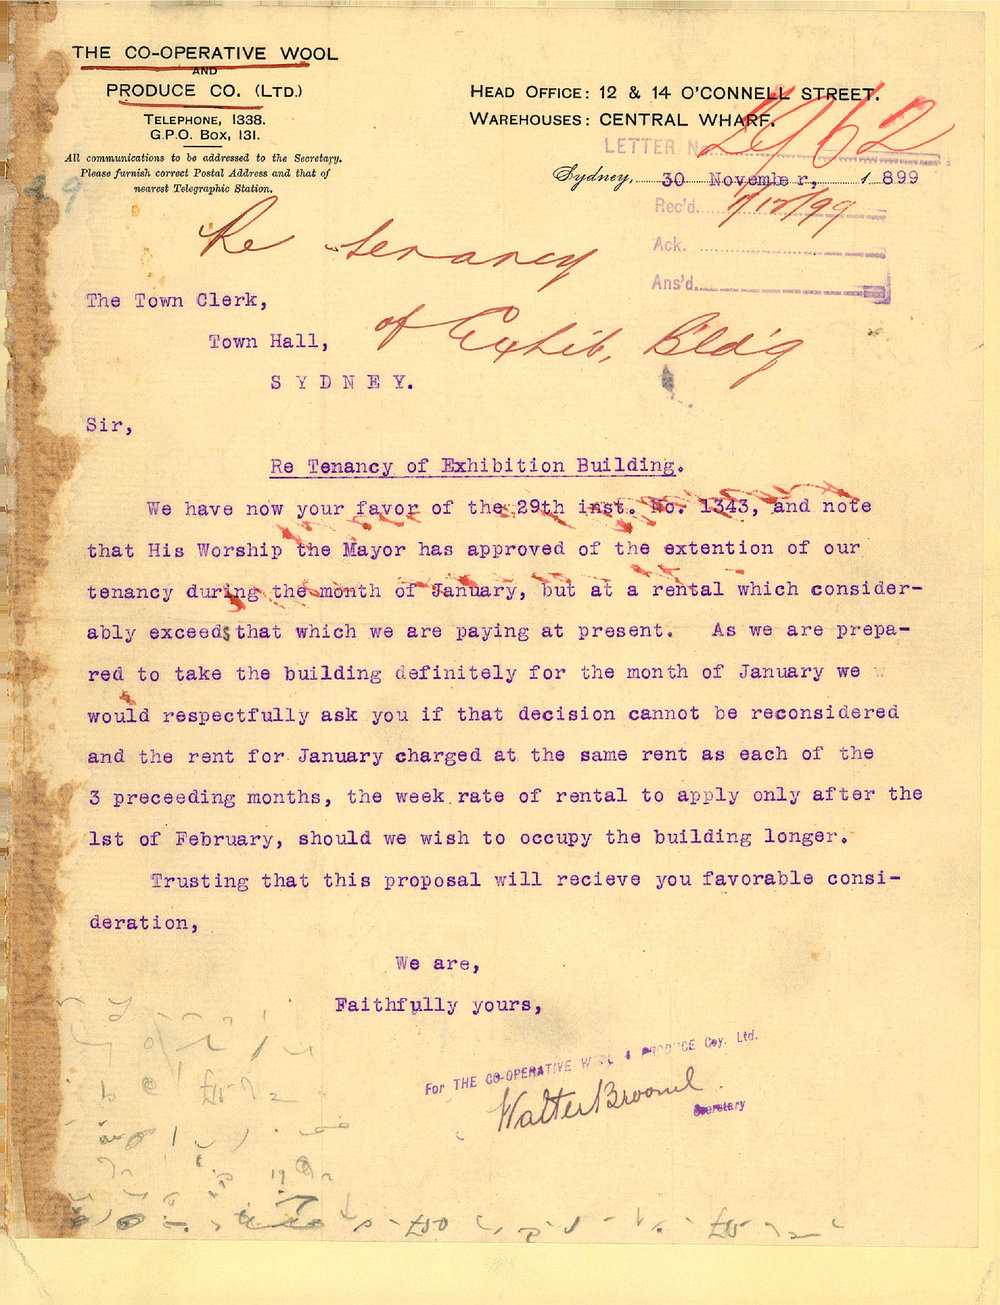 THE CO-OPERATIVE WOOL
AND
PRODUCE CO. (LTD.)
TELEPHONE, 1338.
G.P.O. BOX, 131.
All communications to be addressed to the Secretary.
Please furnish correct Postal Address and that of
nearest Telegraphic Station.
HEAD OFFICE: 12 & 14 O'CONNELL STREET.
WAREHOUSES: CENTRAL WHARF.
LETTER No. 2962
Sydney, 30 November, 1899
Rec'd. 1/12/99
Ack.
Ans'd.
Re tenancy
of Exhib. Bldg
The Town Clerk,
Town Hall,
SYDNEY.
Sir,
Re Tenancy of Exhibition Building.
We have now your favor of the 29th inst. No. 1343, and note
that His Worship the Mayor has approved of the extention of our
tenancy during the month of January, but at a rental which consider-
ably exceeds that which we are paying at present. As we are prepa-
red to take the building definitely for the month of January we w
would respectfully ask you if that decision cannot be reconsidered
and the rent for January charged at the same rent as each of the
3 preceeding months, the week rate of rental to apply only after the
1st of February, should we wish to occupy the building longer.
Trusting that this proposal will recieve you favorable consi-
deration,
We are,
Faithfully yours,
For THE CO-OPERATIVE WOOL & PRODUCE Coy. Ltd.
Walter
Secretary
£15
£50 £15